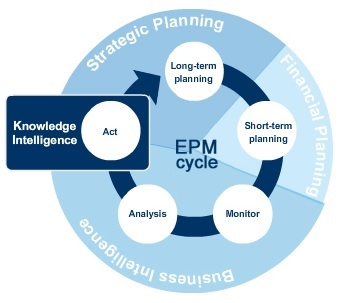 Strategic Planning
Long-term
planning
Financial Planning
Knowledge
Intelligence
Act
Short-term
planning
EPM
cycle
Analysis
Monitor
Business Intelligence